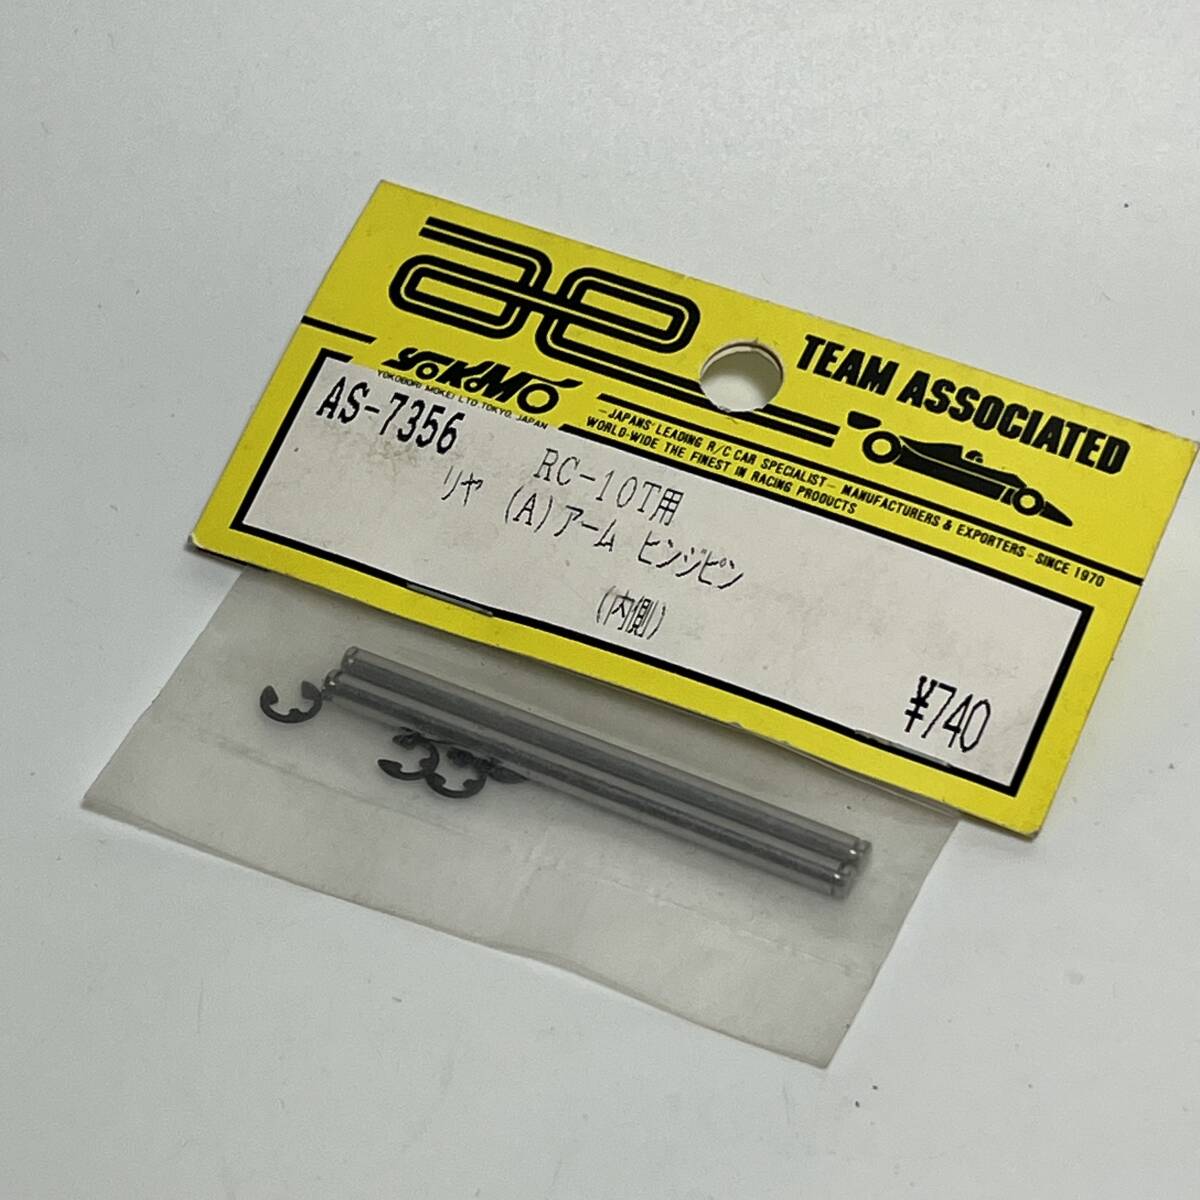 ae
TEAM ASSOCIATED
YOKOMO
YOKOBORI MOKEI LTD. TOKYO, JAPAN
—JAPANS' LEADING R/C CAR SPECIALIST— MANUFACTURERS & EXPORTERS—SINCE 1970
WORLD-WIDE THE FINEST IN RACING PRODUCTS
AS-7356
RC-10T用
リヤ (A)アーム ヒンジピン
(内側)
¥740